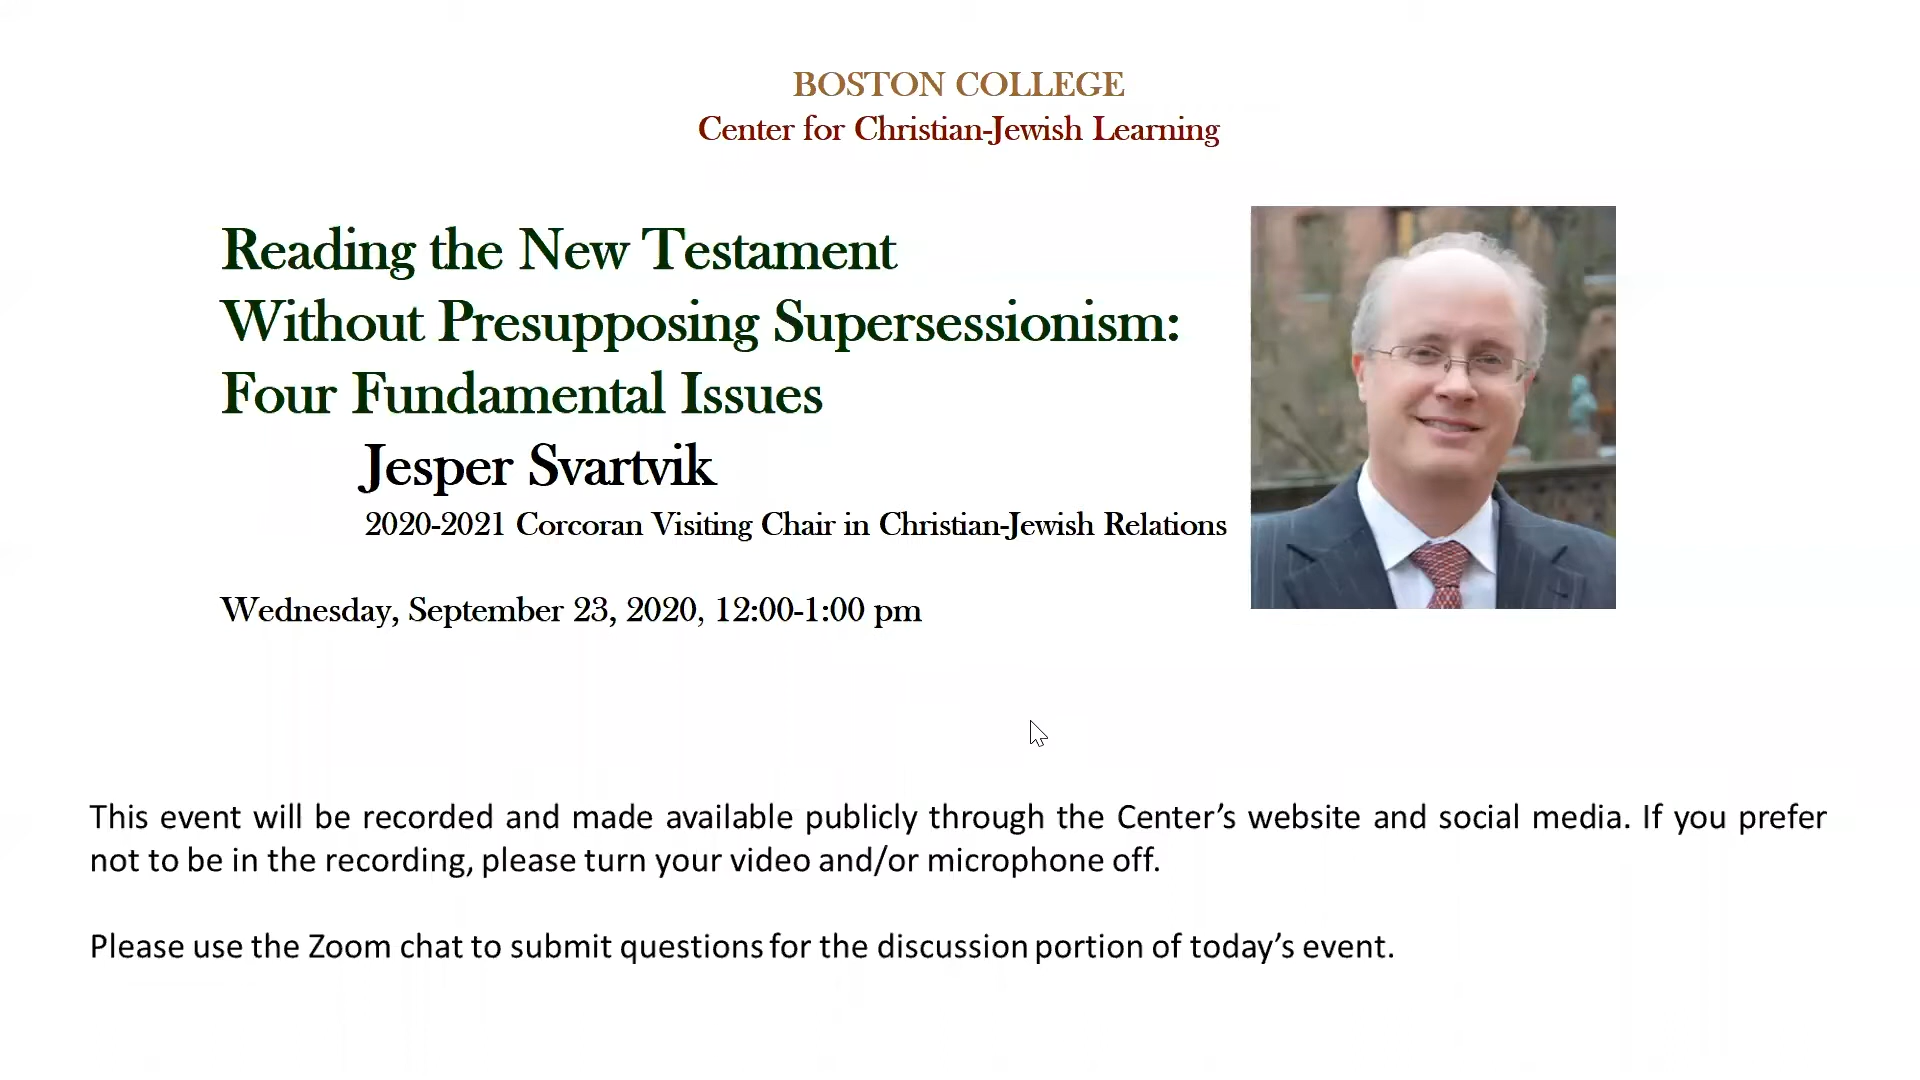 BOSTON COLLEGE
Center for Christian-Jewish Learning
Reading the New Testament
Without Presupposing Supersessionism:
Four Fundamental Issues
Jesper Svartvik
2020-2021 Corcoran Visiting Chair in Christian-Jewish Relations
Wednesday, September 23, 2020, 12:00-1:00 pm
This event will be recorded and made available publicly through the Center’s website and social media. If you prefer
not to be in the recording, please turn your video and/or microphone off.
Please use the Zoom chat to submit questions for the discussion portion of today’s event.